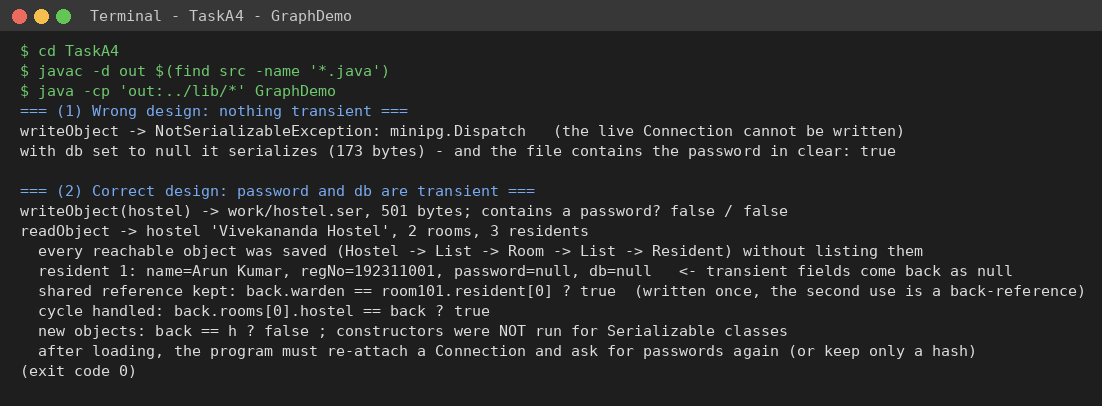 Terminal - TaskA4 - GraphDemo
$ cd TaskA4
$ javac -d out $(find src -name '*.java')
$ java -cp 'out:../lib/*' GraphDemo
=== (1) Wrong design: nothing transient ===
writeObject -> NotSerializableException: minipg.Dispatch   (the live Connection cannot be written)
with db set to null it serializes (173 bytes) - and the file contains the password in clear: true

=== (2) Correct design: password and db are transient ===
writeObject(hostel) -> work/hostel.ser, 501 bytes; contains a password? false / false
readObject -> hostel 'Vivekananda Hostel', 2 rooms, 3 residents
  every reachable object was saved (Hostel -> List -> Room -> List -> Resident) without listing them
  resident 1: name=Arun Kumar, regNo=192311001, password=null, db=null   <- transient fields come back as null
  shared reference kept: back.warden == room101.resident[0] ? true  (written once, the second use is a back-reference)
  cycle handled: back.rooms[0].hostel == back ? true
  new objects: back == h ? false ; constructors were NOT run for Serializable classes
  after loading, the program must re-attach a Connection and ask for passwords again (or keep only a hash)
(exit code 0)